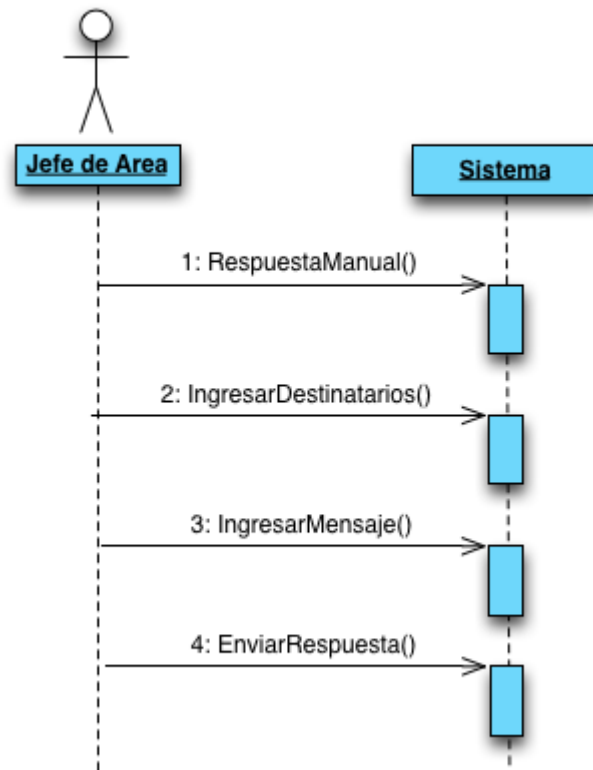 Jefe de Area
Sistema
1: RespuestaManual()
2: IngresarDestinatarios()
3: IngresarMensaje()
4: EnviarRespuesta()